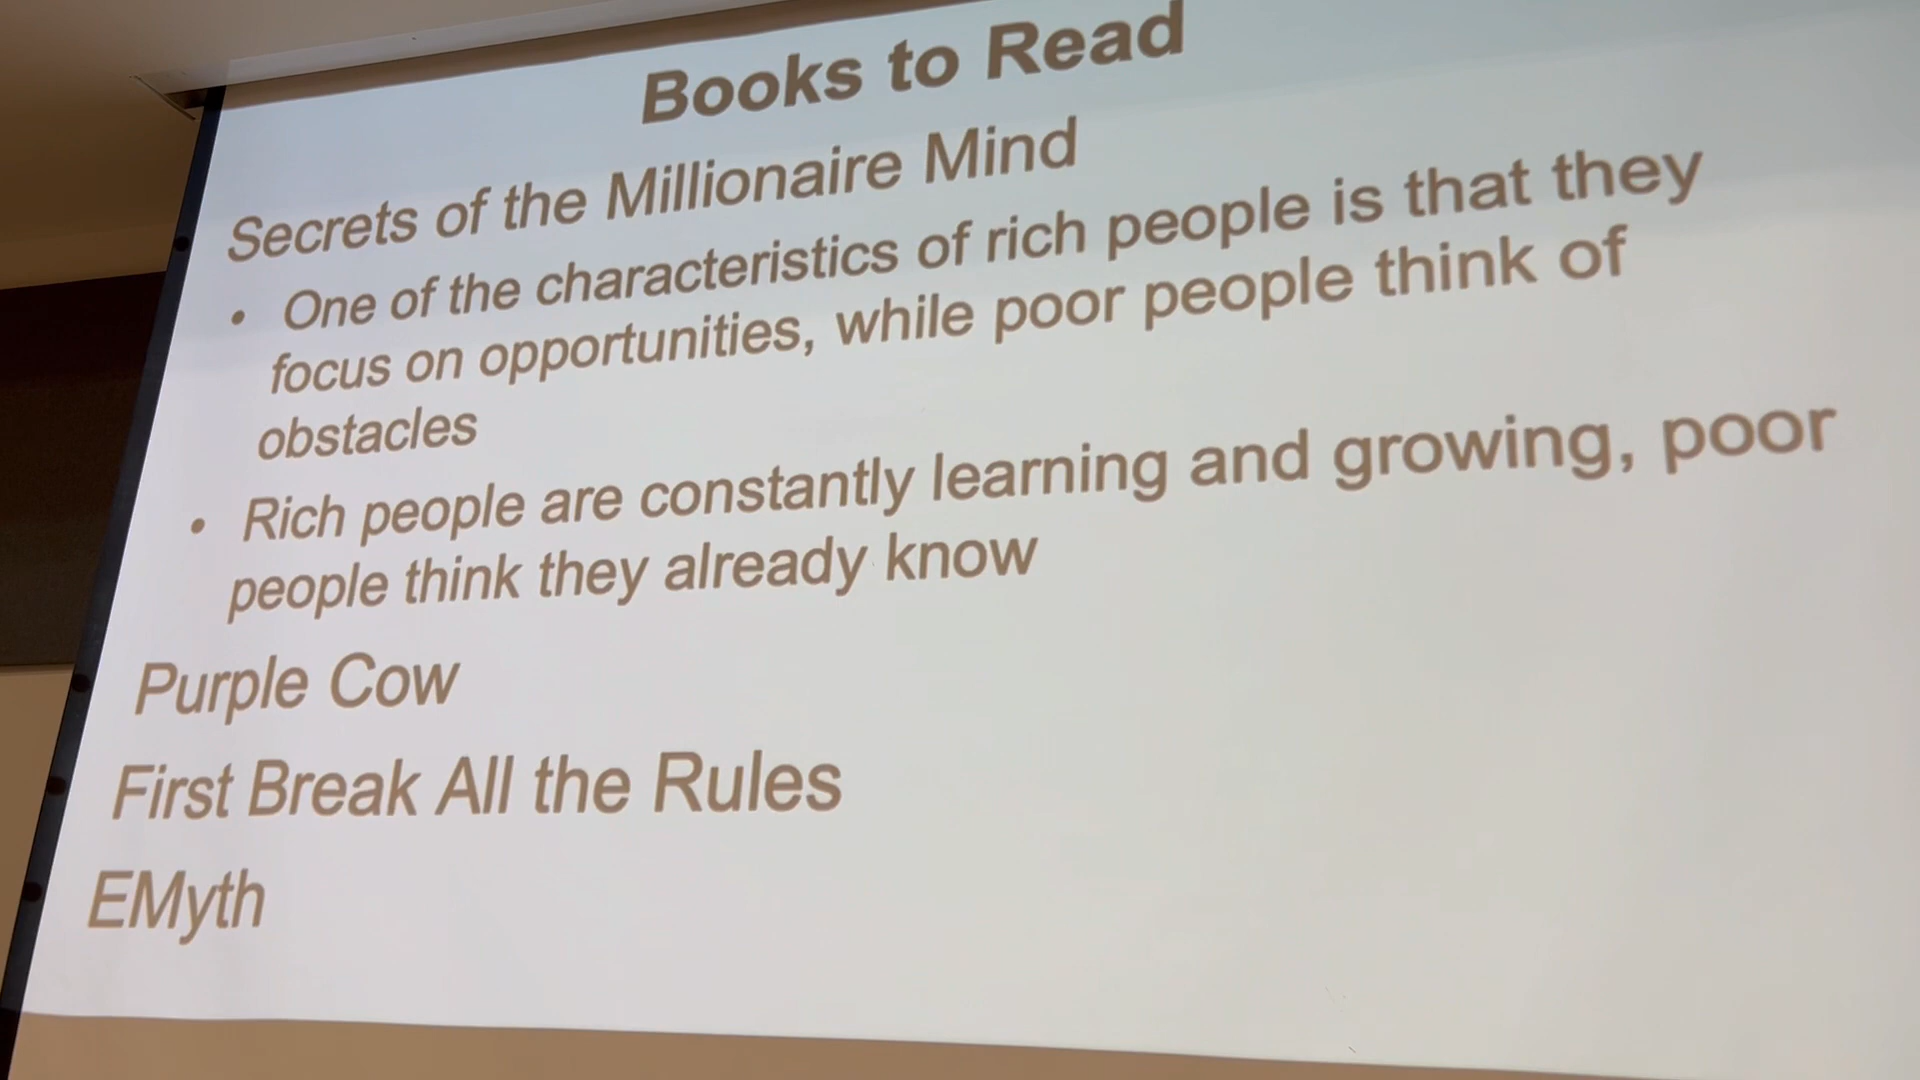 Books to Read
Secrets of the Millionaire Mind
• One of the characteristics of rich people is that they
focus on opportunities, while poor people think of
obstacles
• Rich people are constantly learning and growing, poor
people think they already know
Purple Cow
First Break All the Rules
EMyth